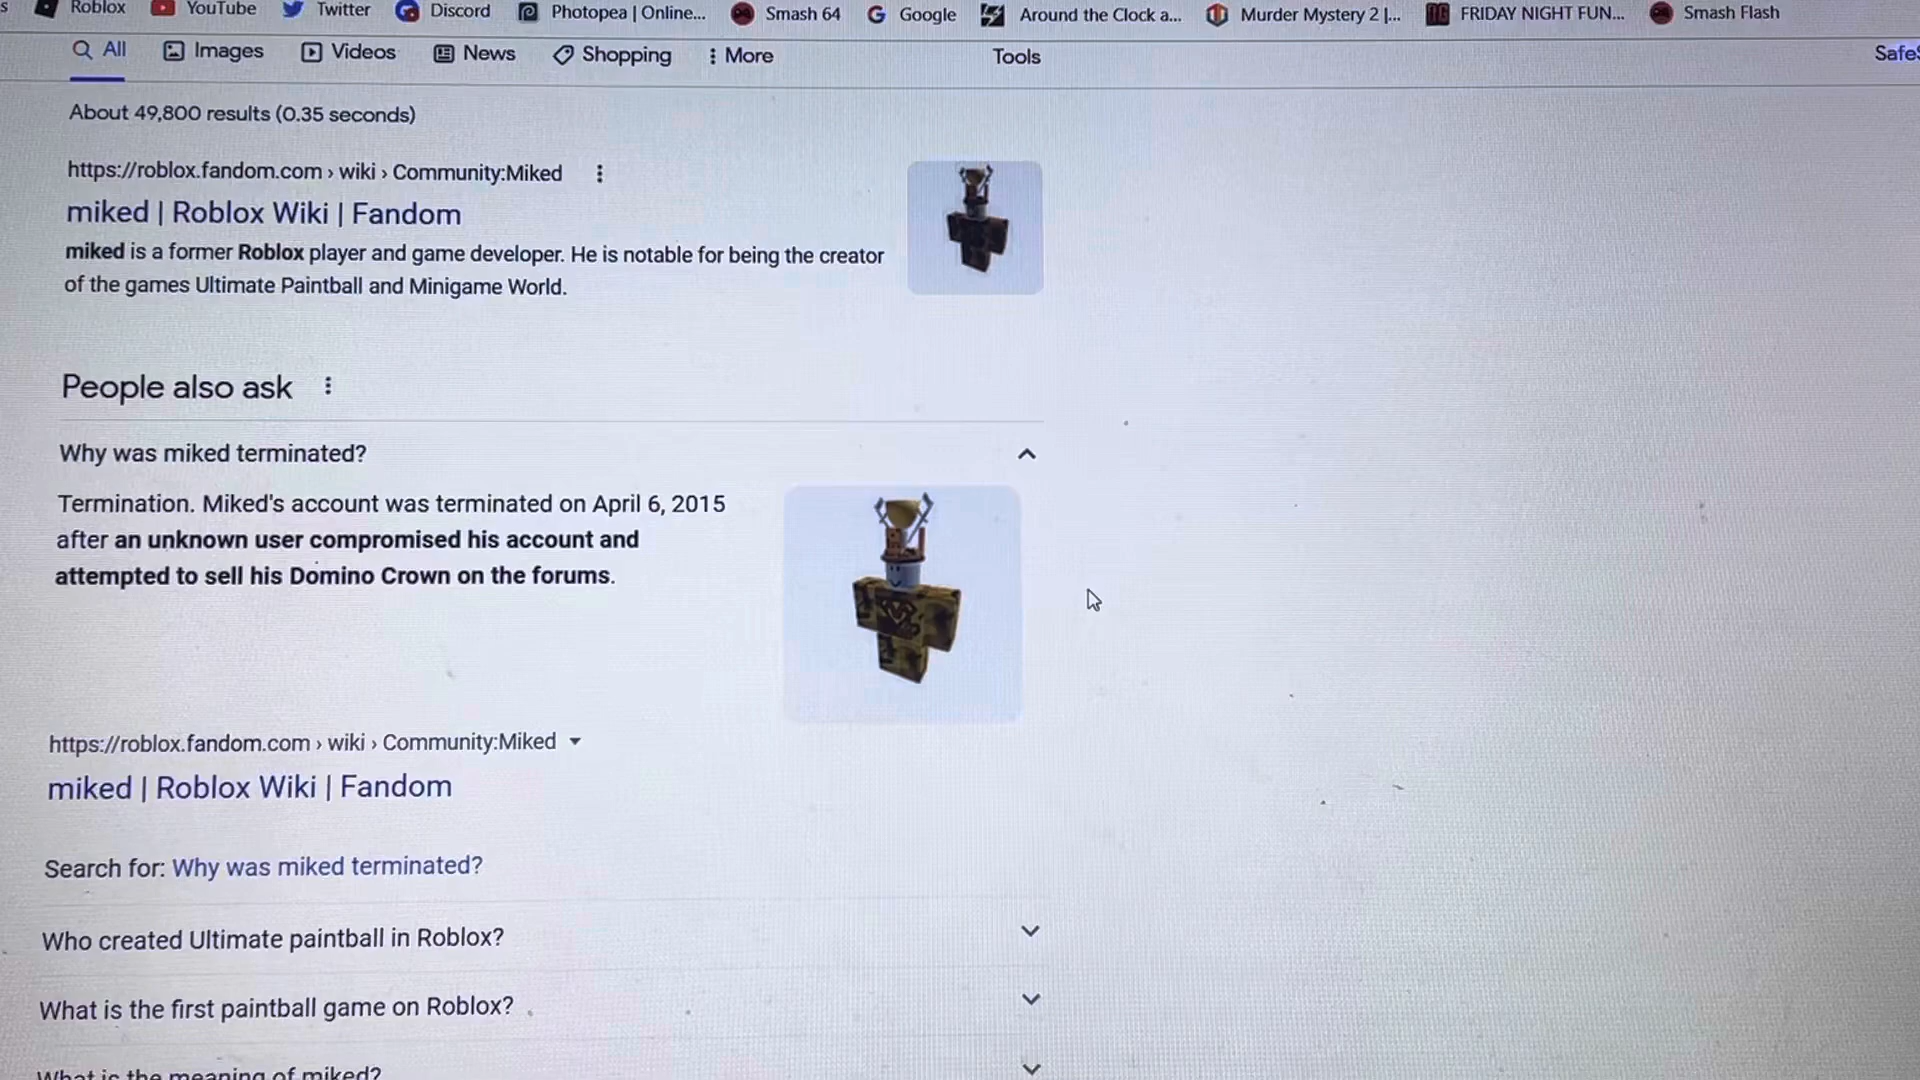 Roblox YouTube Twitter Discord Photopea | Online... Smash 64 Google Around the Clock a... Murder Mystery 2 |... FRIDAY NIGHT FUN... Smash Flash
All Images Videos News Shopping More Tools
About 49,800 results (0.35 seconds)
https://roblox.fandom.com › wiki › Community:Miked
miked | Roblox Wiki | Fandom
miked is a former Roblox player and game developer. He is notable for being the creator
of the games Ultimate Paintball and Minigame World.
People also ask
Why was miked terminated?
Termination. Miked's account was terminated on April 6, 2015
after an unknown user compromised his account and
attempted to sell his Domino Crown on the forums.
https://roblox.fandom.com › wiki › Community:Miked
miked | Roblox Wiki | Fandom
Search for: Why was miked terminated?
Who created Ultimate paintball in Roblox?
What is the first paintball game on Roblox?
What is the meaning of miked?